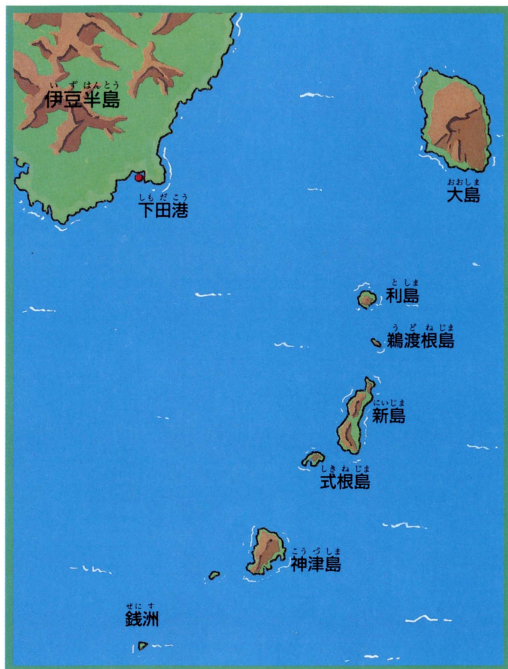 いずはんとう
伊豆半島
しもだこう
下田港
おおしま
大島
としま
利島
うどねじま
鵜渡根島
にいじま
新島
しきねじま
式根島
こうづしま
神津島
せにす
銭洲